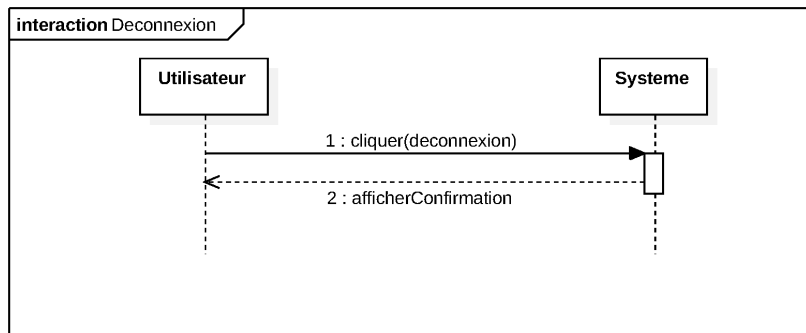 interaction Deconnexion
Utilisateur
Systeme
1 : cliquer(deconnexion)
2 : afficherConfirmation